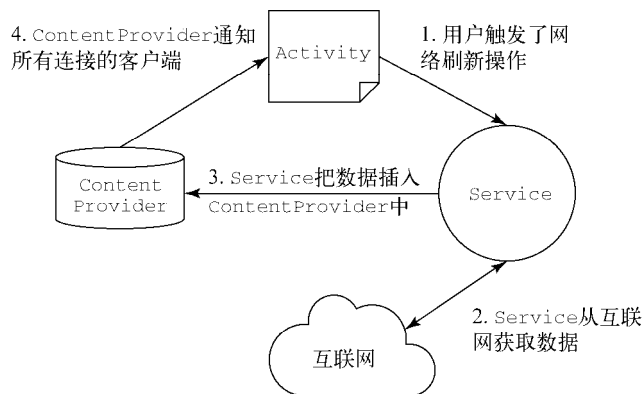 4. ContentProvider通知
所有连接的客户端
Activity
1. 用户触发了网
络刷新操作
Content
Provider
3. Service把数据插入
ContentProvider中
Service
2. Service从互联
网获取数据
互联网